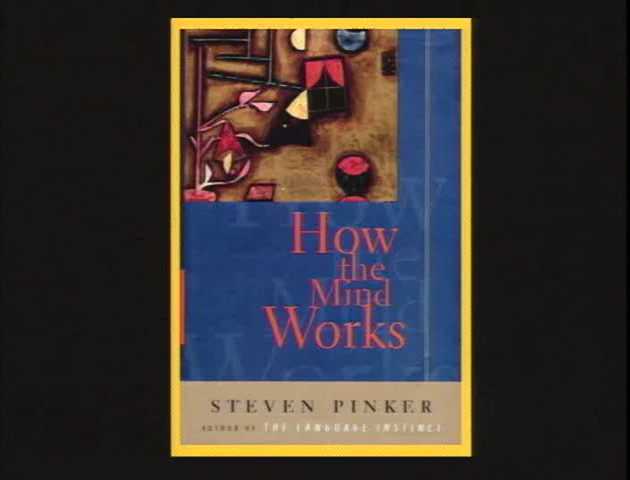 How
the
Mind
Works
STEVEN PINKER
AUTHOR OF THE LANGUAGE INSTINCT